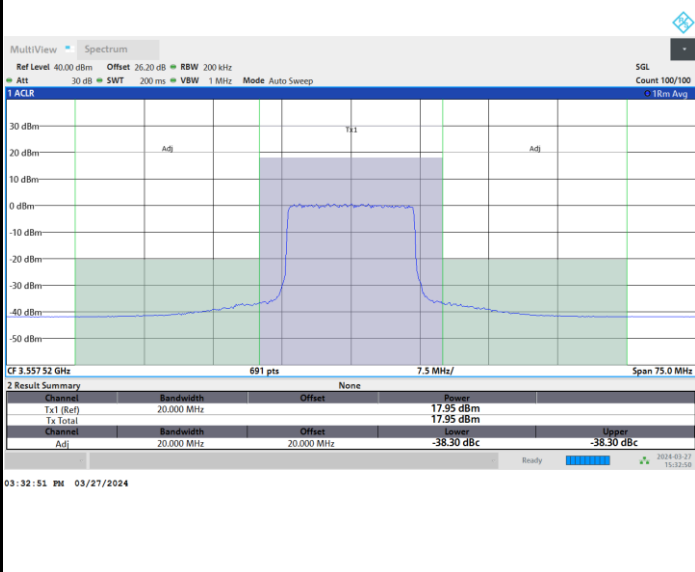 MultiView Spectrum
Ref Level 40.00 dBm Offset 26.20 dB RBW 200 kHz SGL
Att 30 dB SWT 200 ms VBW 1 MHz Mode Auto Sweep Count 100/100
1 ACLR 1Rm Avg
30 dBm
Tx1
20 dBm Adj Adj
10 dBm
0 dBm
-10 dBm
-20 dBm
-30 dBm
-40 dBm
-50 dBm
CF 3.557 52 GHz 691 pts 7.5 MHz/ Span 75.0 MHz
2 Result Summary None
Channel Bandwidth Offset Power
Tx1 (Ref) 20.000 MHz 17.95 dBm
Tx Total 17.95 dBm
Channel Bandwidth Offset Lower Upper
Adj 20.000 MHz 20.000 MHz -38.30 dBc -38.30 dBc
Ready 2024-03-27
15:32:50
03:32:51 PM 03/27/2024